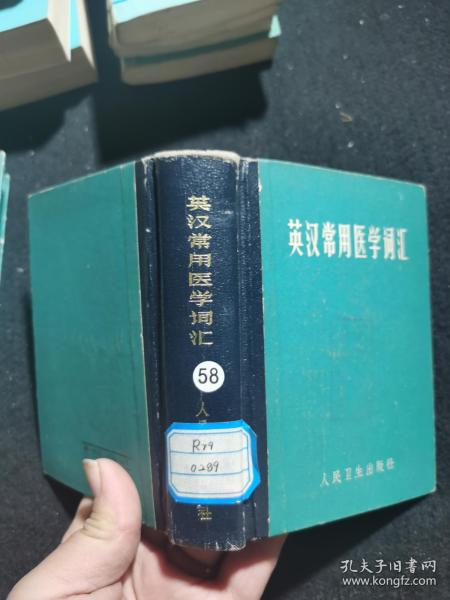 英汉常用医学词汇
58
人
R79
0289
社
英汉常用医学词汇
人民卫生出版社
孔夫子旧书网
www.kongfz.com